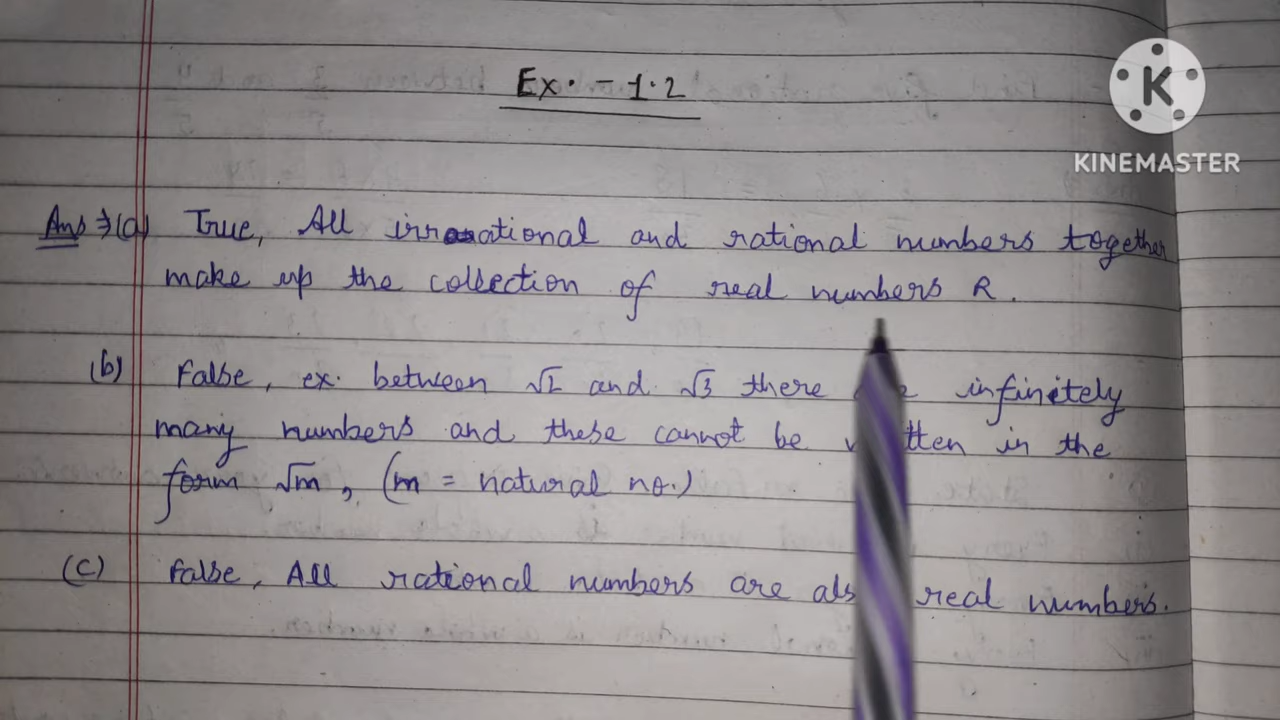 Ex. - 1.2
KINEMASTER
Ans → (a) True, All irrational and rational numbers together
make up the collection of real numbers R.
(b) False, ex. between √2 and √3 there infinitely
many numbers and these cannot be in the
form √m, (m = natural no.)
(c) False, All rational numbers are als real numbers.